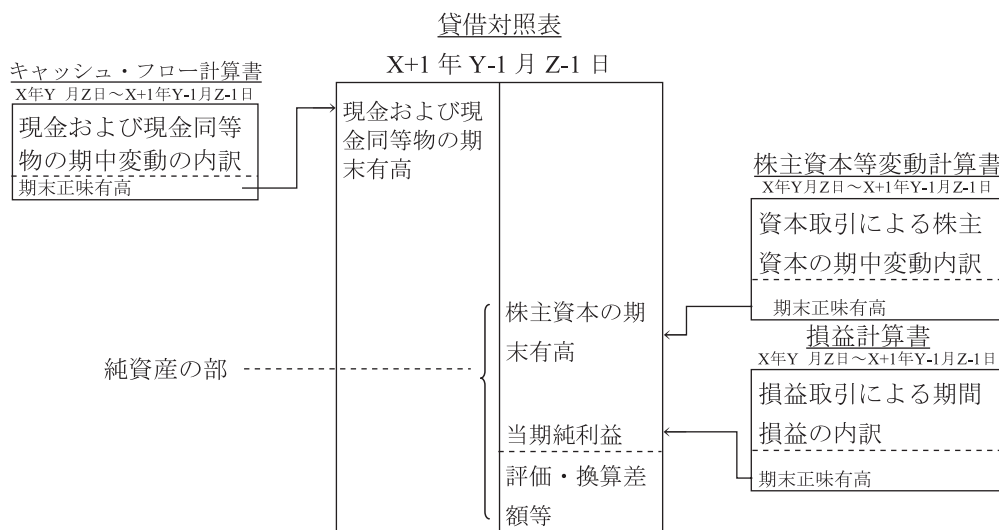 貸借対照表
X+1 年 Y-1 月 Z-1 日
キャッシュ・フロー計算書
X年Y 月Z日〜X+1年Y-1月Z-1日
現金および現金同等
物の期中変動の内訳
期末正味有高
現金および現
金同等物の期
末有高
株主資本等変動計算書
X年Y月Z日〜X+1年Y-1月Z-1日
資本取引による株主
資本の期中変動内訳
期末正味有高
株主資本の期
末有高
純資産の部
損益計算書
X年Y 月Z日〜X+1年Y-1月Z-1日
損益取引による期間
損益の内訳
期末正味有高
当期純利益
評価・換算差
額等